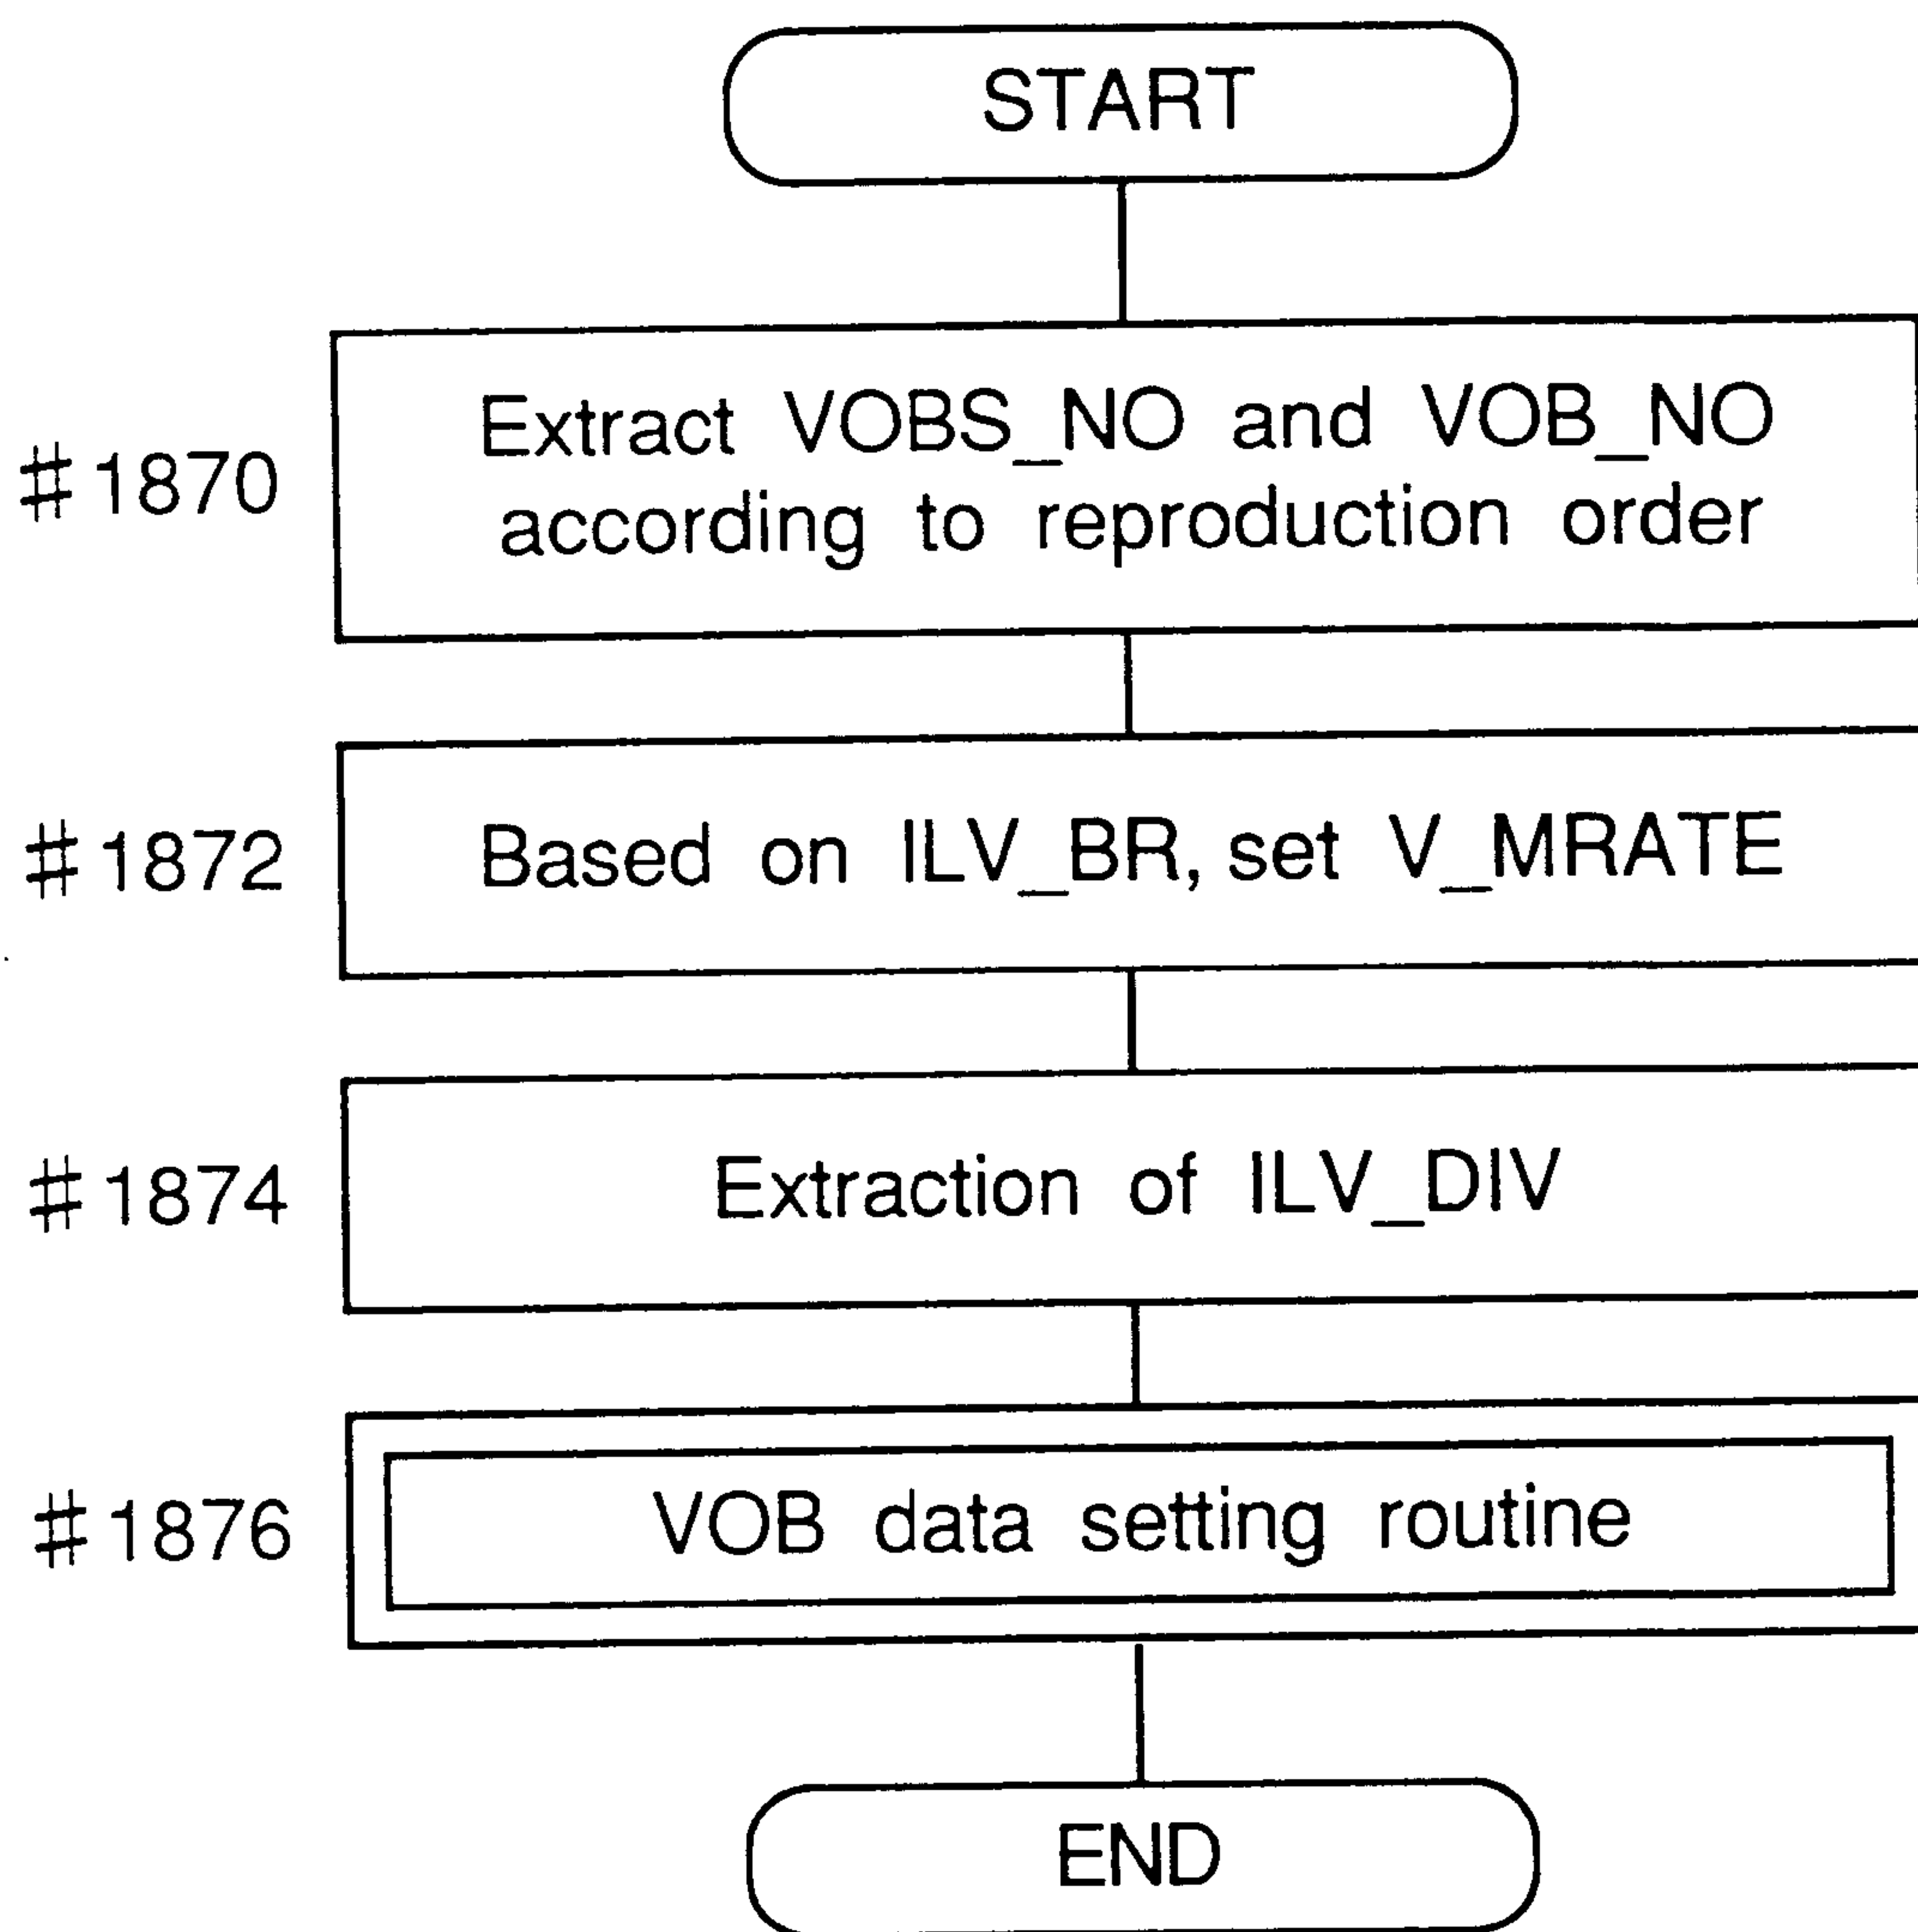 START
Extract VOBS_NO and VOB_NO
#1870
according to reproduction order
#1872
Based on ILV_BR, set V_MRATE
#1874
Extraction of ILV_DIV
#1876
VOB data setting routine
END